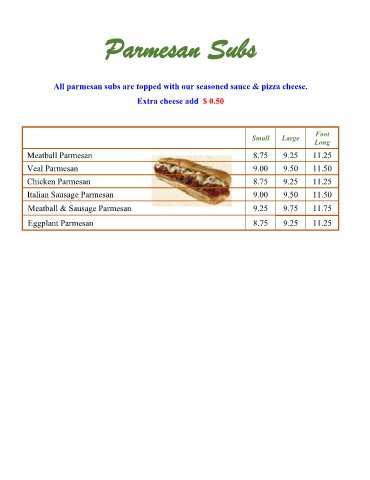 Parmesan Subs
All parmesan subs are topped with our seasoned sauce & pizza cheese.
Extra cheese add $ 0.50
Small Large Foot Long
Meatball Parmesan 8.75 9.25 11.25
Veal Parmesan 9.00 9.50 11.50
Chicken Parmesan 8.75 9.25 11.25
Italian Sausage Parmesan 9.00 9.50 11.50
Meatball & Sausage Parmesan 9.25 9.75 11.75
Eggplant Parmesan 8.75 9.25 11.25